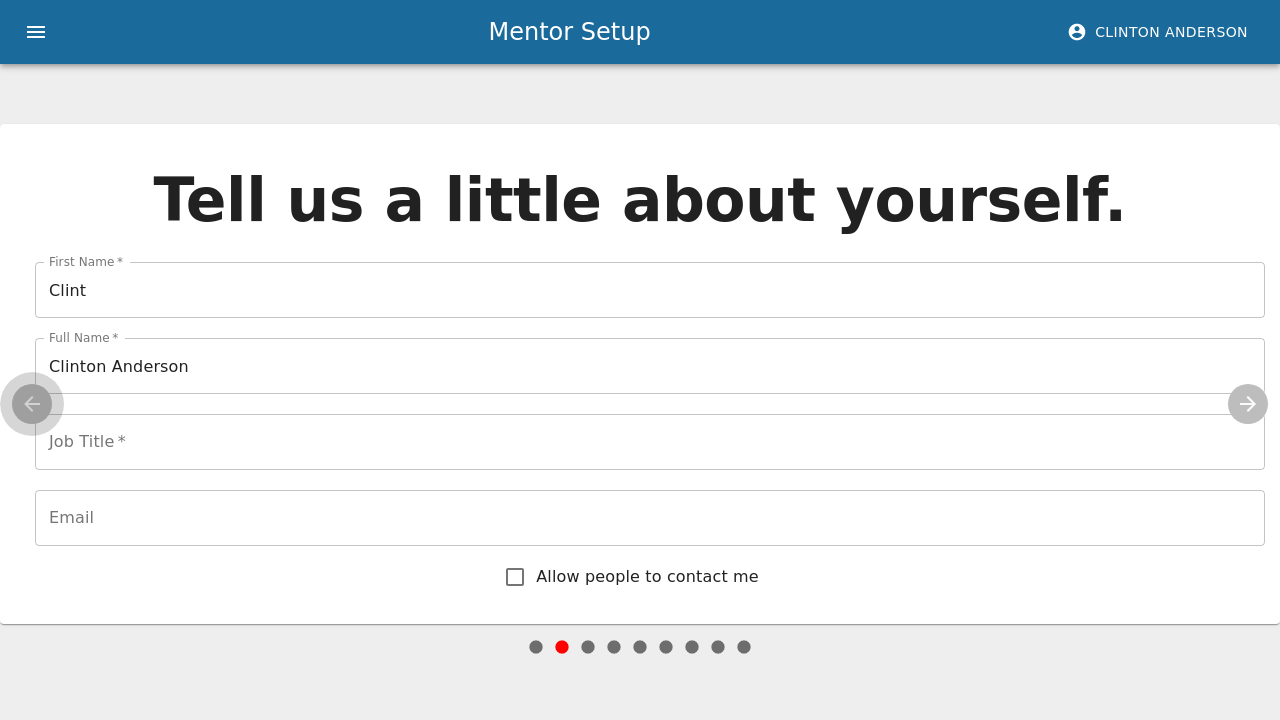 Mentor Setup
CLINTON ANDERSON
Tell us a little about yourself.
First Name *
Clint
Full Name *
Clinton Anderson
Job Title *
Email
Allow people to contact me